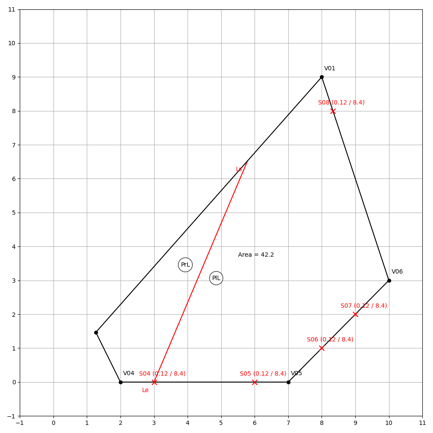 11
10
9
V01
8
S08 (0.12 / 8.4)
7
6
5
4
Area = 42.2
PrL
3
PlL
V06
2
S07 (0.12 / 8.4)
1
S06 (0.12 / 8.4)
V04
S04 (0.12 / 8.4)
S05 (0.12 / 8.4)
V05
0
Le
−1
−1 0 1 2 3 4 5 6 7 8 9 10 11